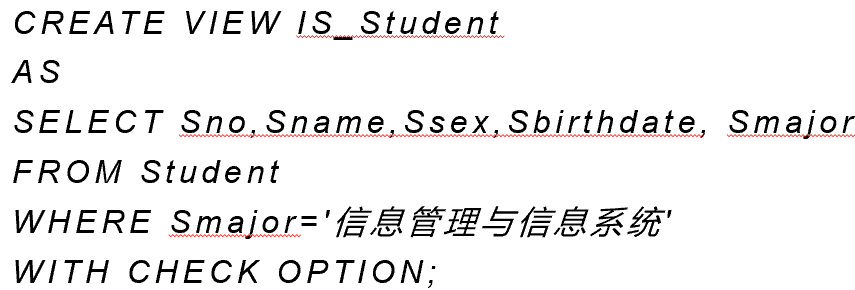 CREATE VIEW IS_Student
AS
SELECT Sno,Sname,Ssex,Sbirthdate, Smajor
FROM Student
WHERE Smajor='信息管理与信息系统'
WITH CHECK OPTION;